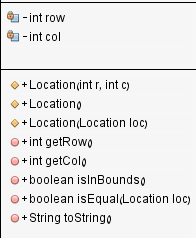 - int row
- int col
+ Location(int r, int c)
+ Location()
+ Location(Location loc)
+ int getRow()
+ int getCol()
+ boolean isInBounds()
+ boolean isEqual(Location loc)
+ String toString()